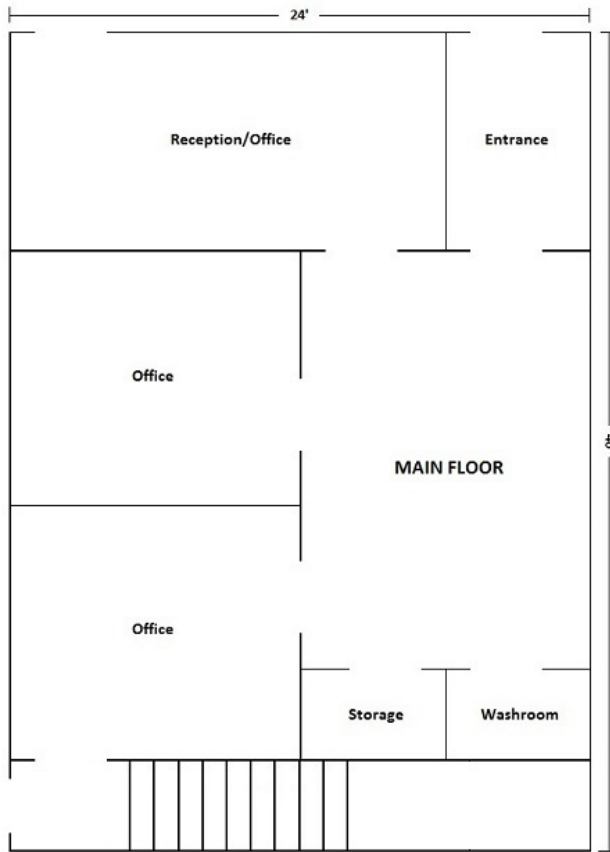 24'
Reception/Office
Entrance
Office
MAIN FLOOR
Office
Storage
Washroom